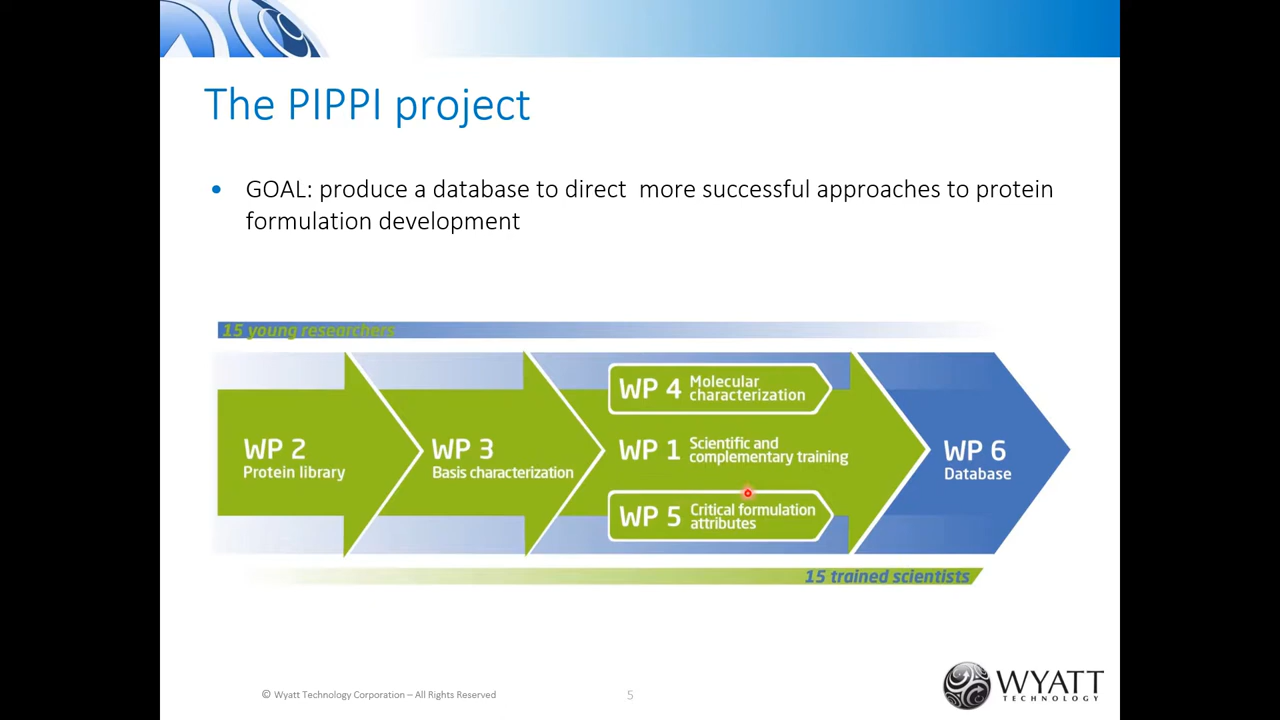 The PIPPI project
• GOAL: produce a database to direct  more successful approaches to protein
formulation development
15 young researchers
WP 2
Protein library
WP 3
Basis characterization
WP 4 Molecular
characterization
WP 1 Scientific and
complementary training
WP 5 Critical formulation
attributes
WP 6
Database
15 trained scientists
© Wyatt Technology Corporation – All Rights Reserved
5
WYATT
TECHNOLOGY